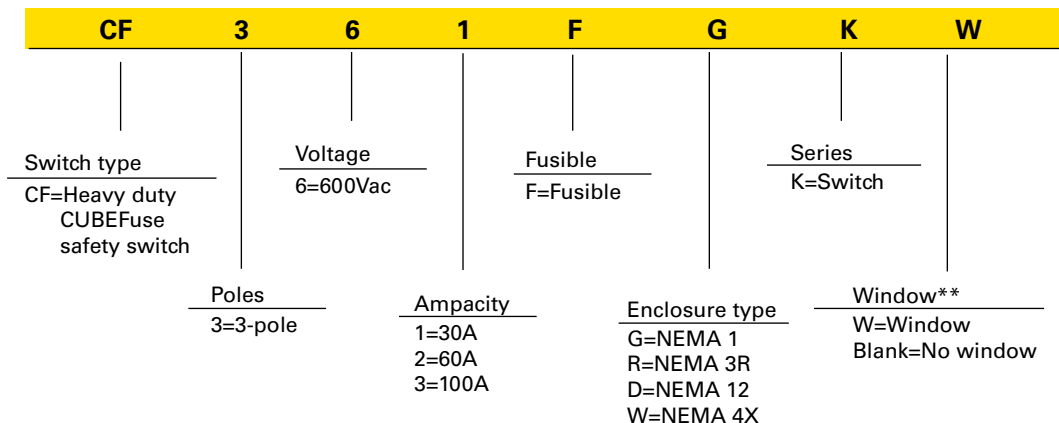 CF 3 6 1 F G K W
Switch type
CF=Heavy duty
CUBEFuse
safety switch
Poles
3=3-pole
Voltage
6=600Vac
Ampacity
1=30A
2=60A
3=100A
Fusible
F=Fusible
Enclosure type
G=NEMA 1
R=NEMA 3R
D=NEMA 12
W=NEMA 4X
Series
K=Switch
Window**
W=Window
Blank=No window